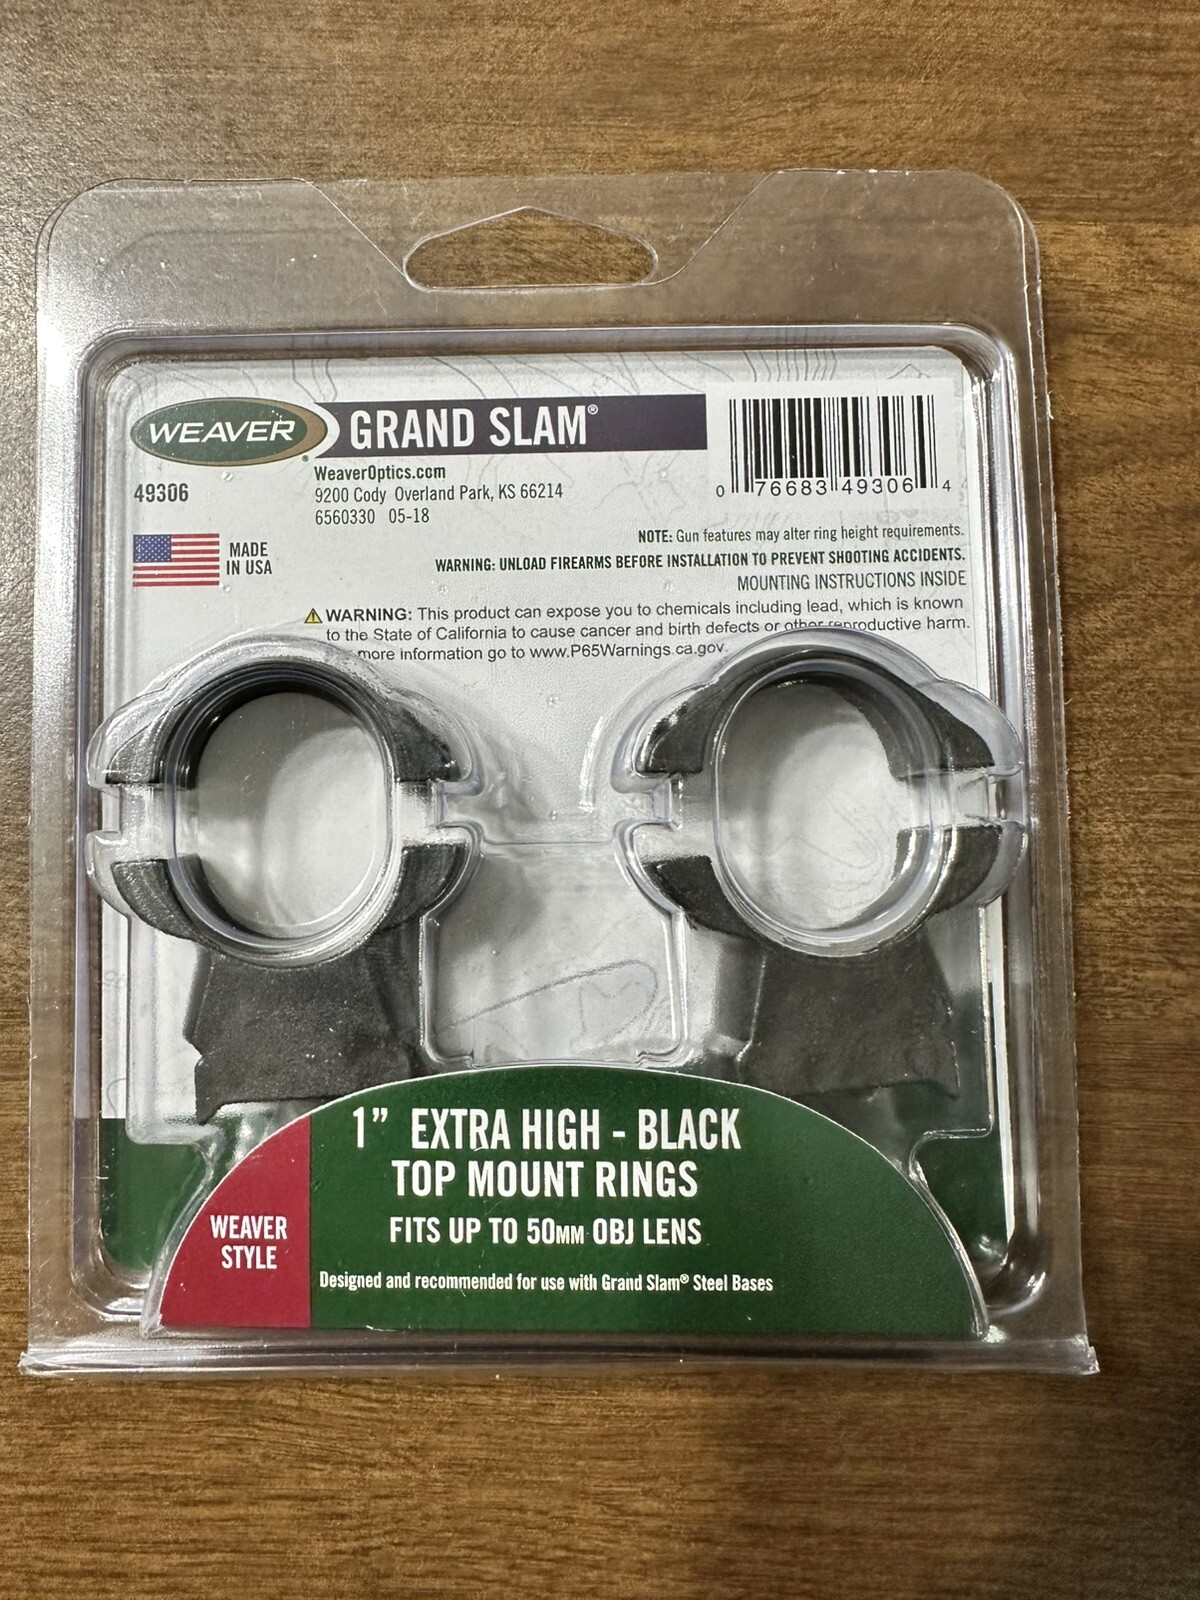 WEAVER
GRAND SLAM®
49306
WeaverOptics.com
9200 Cody Overland Park, KS 66214
6560330 05-18
0 76683 49306 4
MADE
IN USA
NOTE: Gun features may alter ring height requirements.
WARNING: UNLOAD FIREARMS BEFORE INSTALLATION TO PREVENT SHOOTING ACCIDENTS.
MOUNTING INSTRUCTIONS INSIDE
WARNING: This product can expose you to chemicals including lead, which is known
to the State of California to cause cancer and birth defects or other reproductive harm.
more information go to www.P65Warnings.ca.gov.
1" EXTRA HIGH - BLACK
TOP MOUNT RINGS
FITS UP TO 50MM OBJ LENS
WEAVER
STYLE
Designed and recommended for use with Grand Slam® Steel Bases